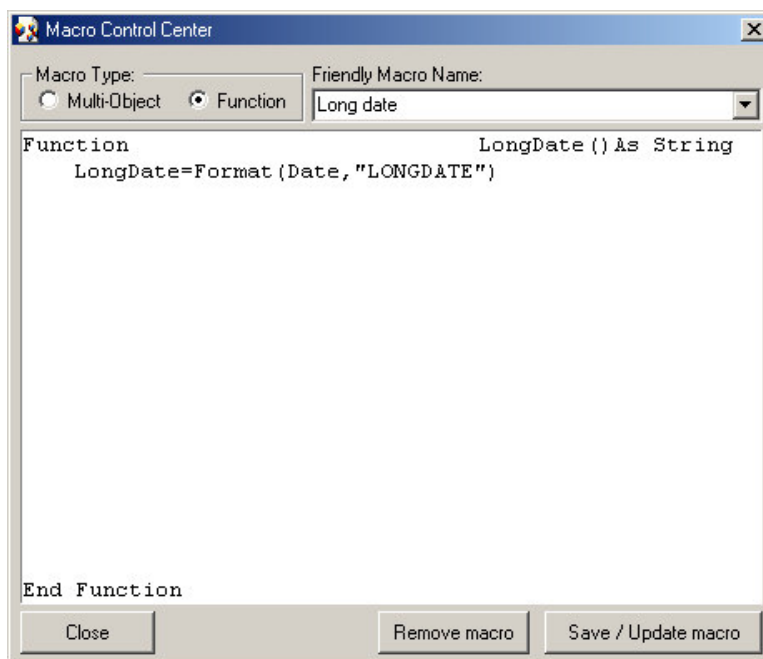 Macro Control Center
Macro Type:
Multi-Object Function
Friendly Macro Name:
Long date
Function LongDate()As String
LongDate=Format(Date,"LONGDATE")
End Function
Close Remove macro Save / Update macro